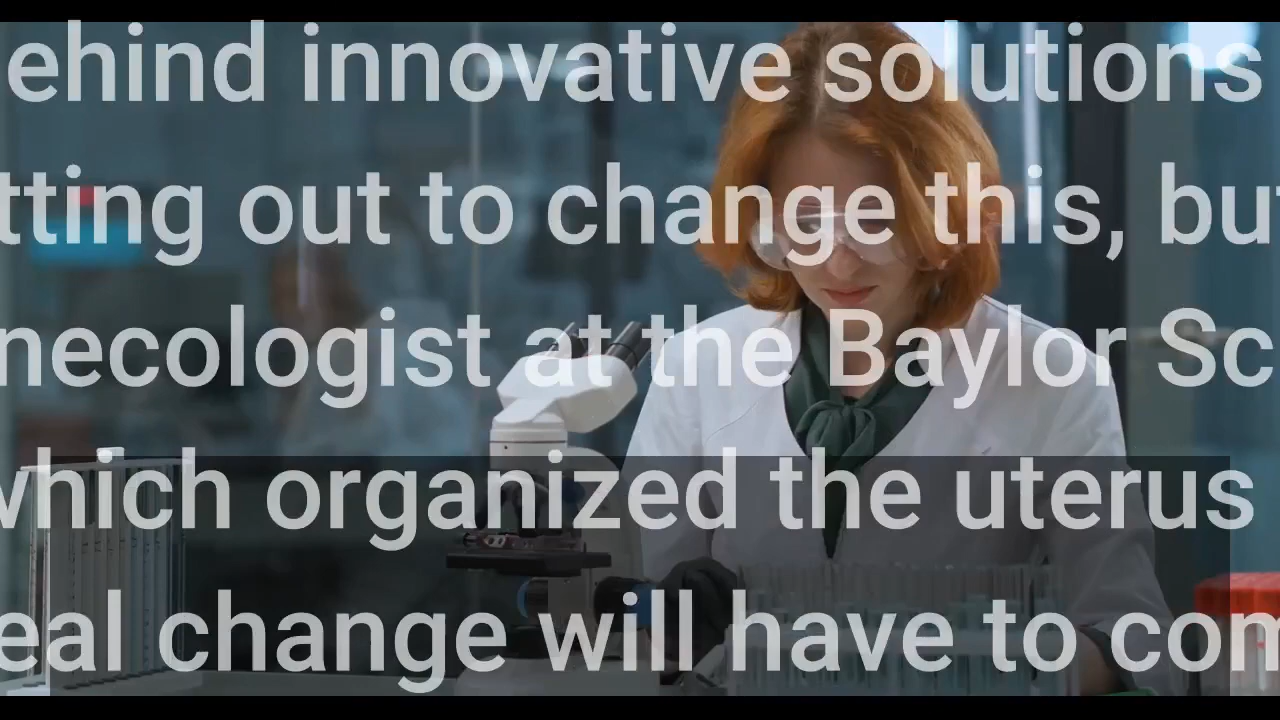 ehind innovative solutions
tting out to change this, but
necologist at the Baylor Sc
which organized the uterus
eal change will have to com